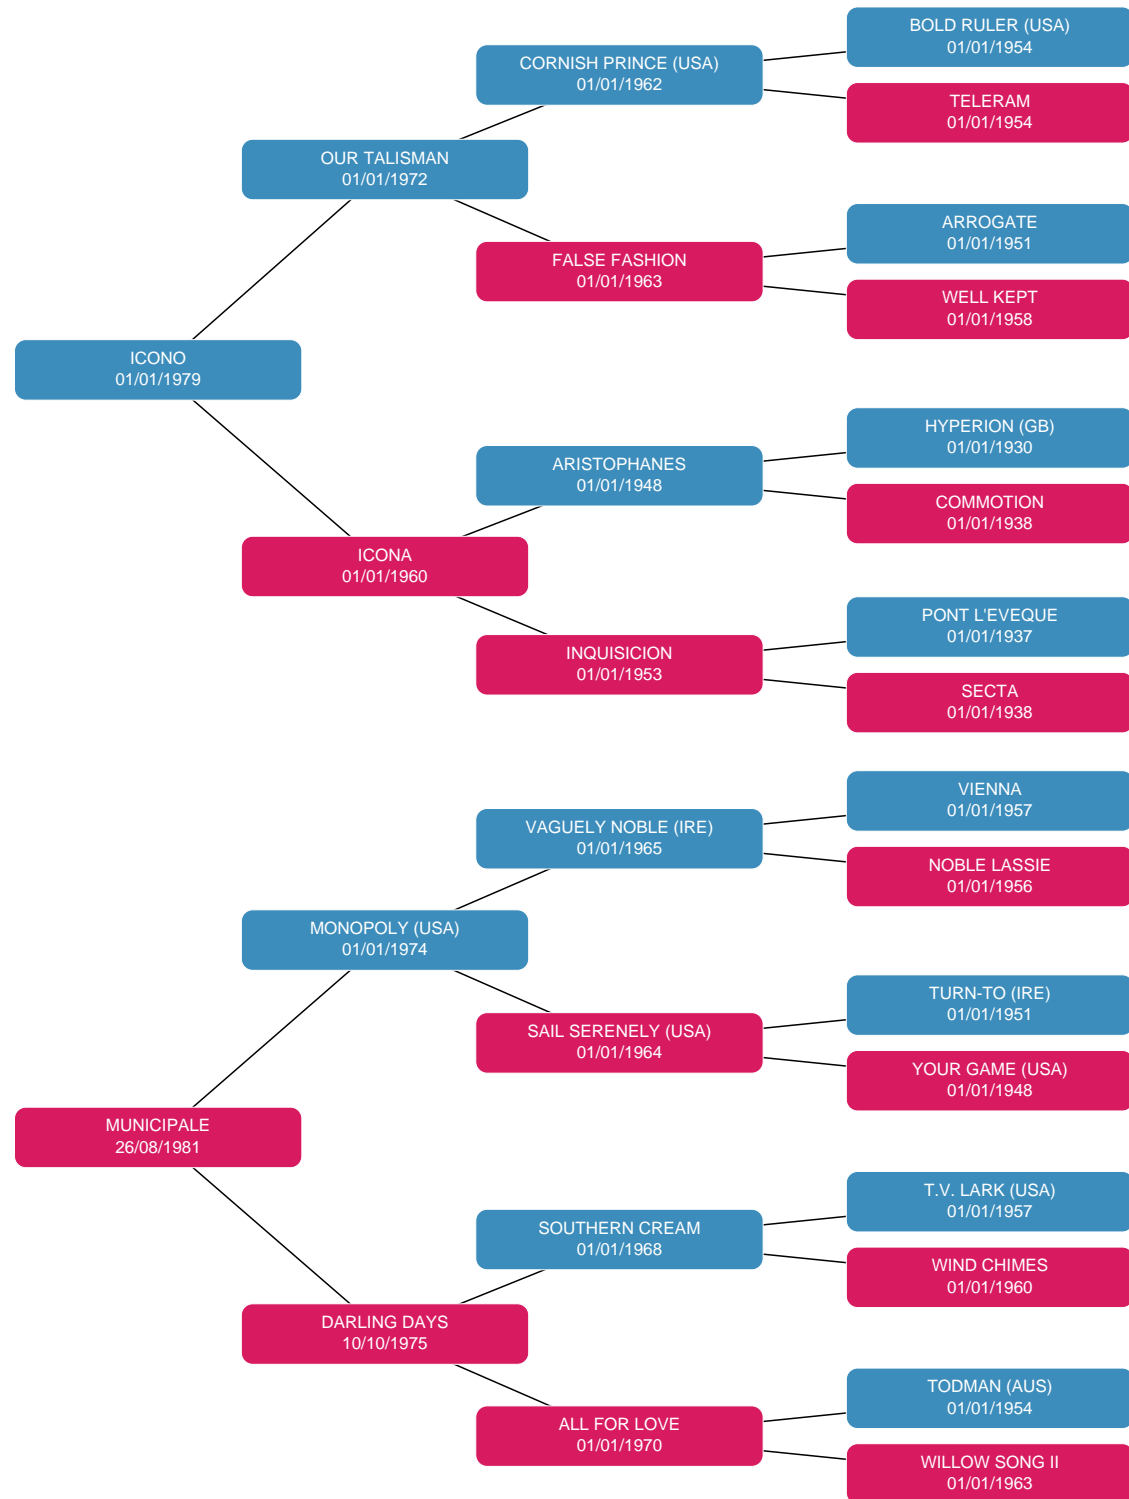 BOLD RULER (USA)
01/01/1954
CORNISH PRINCE (USA)
01/01/1962
TELERAM
01/01/1954
OUR TALISMAN
01/01/1972
ARROGATE
01/01/1951
FALSE FASHION
01/01/1963
WELL KEPT
01/01/1958
ICONO
01/01/1979
HYPERION (GB)
01/01/1930
ARISTOPHANES
01/01/1948
COMMOTION
01/01/1938
ICONA
01/01/1960
PONT L'EVEQUE
01/01/1937
INQUISICION
01/01/1953
SECTA
01/01/1938
VIENNA
01/01/1957
VAGUELY NOBLE (IRE)
01/01/1965
NOBLE LASSIE
01/01/1956
MONOPOLY (USA)
01/01/1974
TURN-TO (IRE)
01/01/1951
SAIL SERENELY (USA)
01/01/1964
YOUR GAME (USA)
01/01/1948
MUNICIPALE
26/08/1981
T.V. LARK (USA)
01/01/1957
SOUTHERN CREAM
01/01/1968
WIND CHIMES
01/01/1960
DARLING DAYS
10/10/1975
TODMAN (AUS)
01/01/1954
ALL FOR LOVE
01/01/1970
WILLOW SONG II
01/01/1963